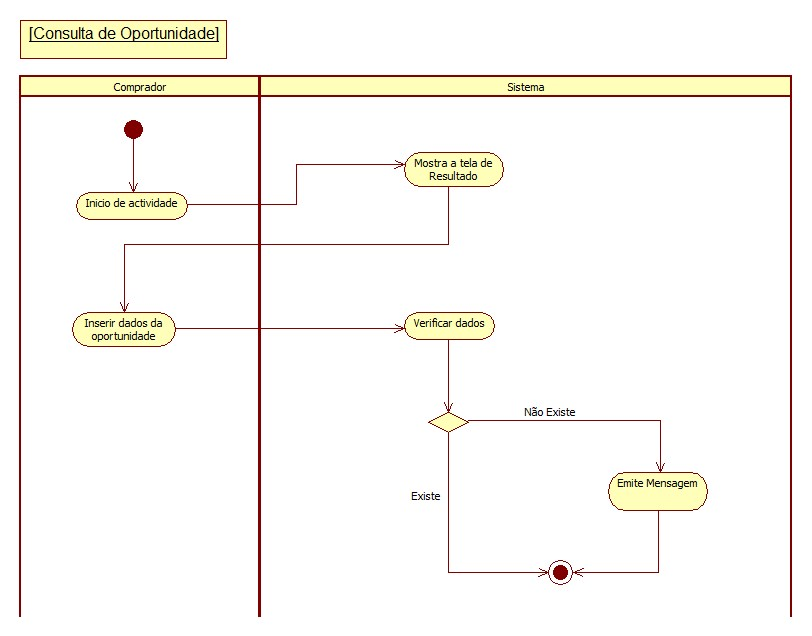 [Consulta de Oportunidade]
Comprador
Sistema
Mostra a tela de
Resultado
Inicio de actividade
Inserir dados da
oportunidade
Verificar dados
Não Existe
Emite Mensagem
Existe